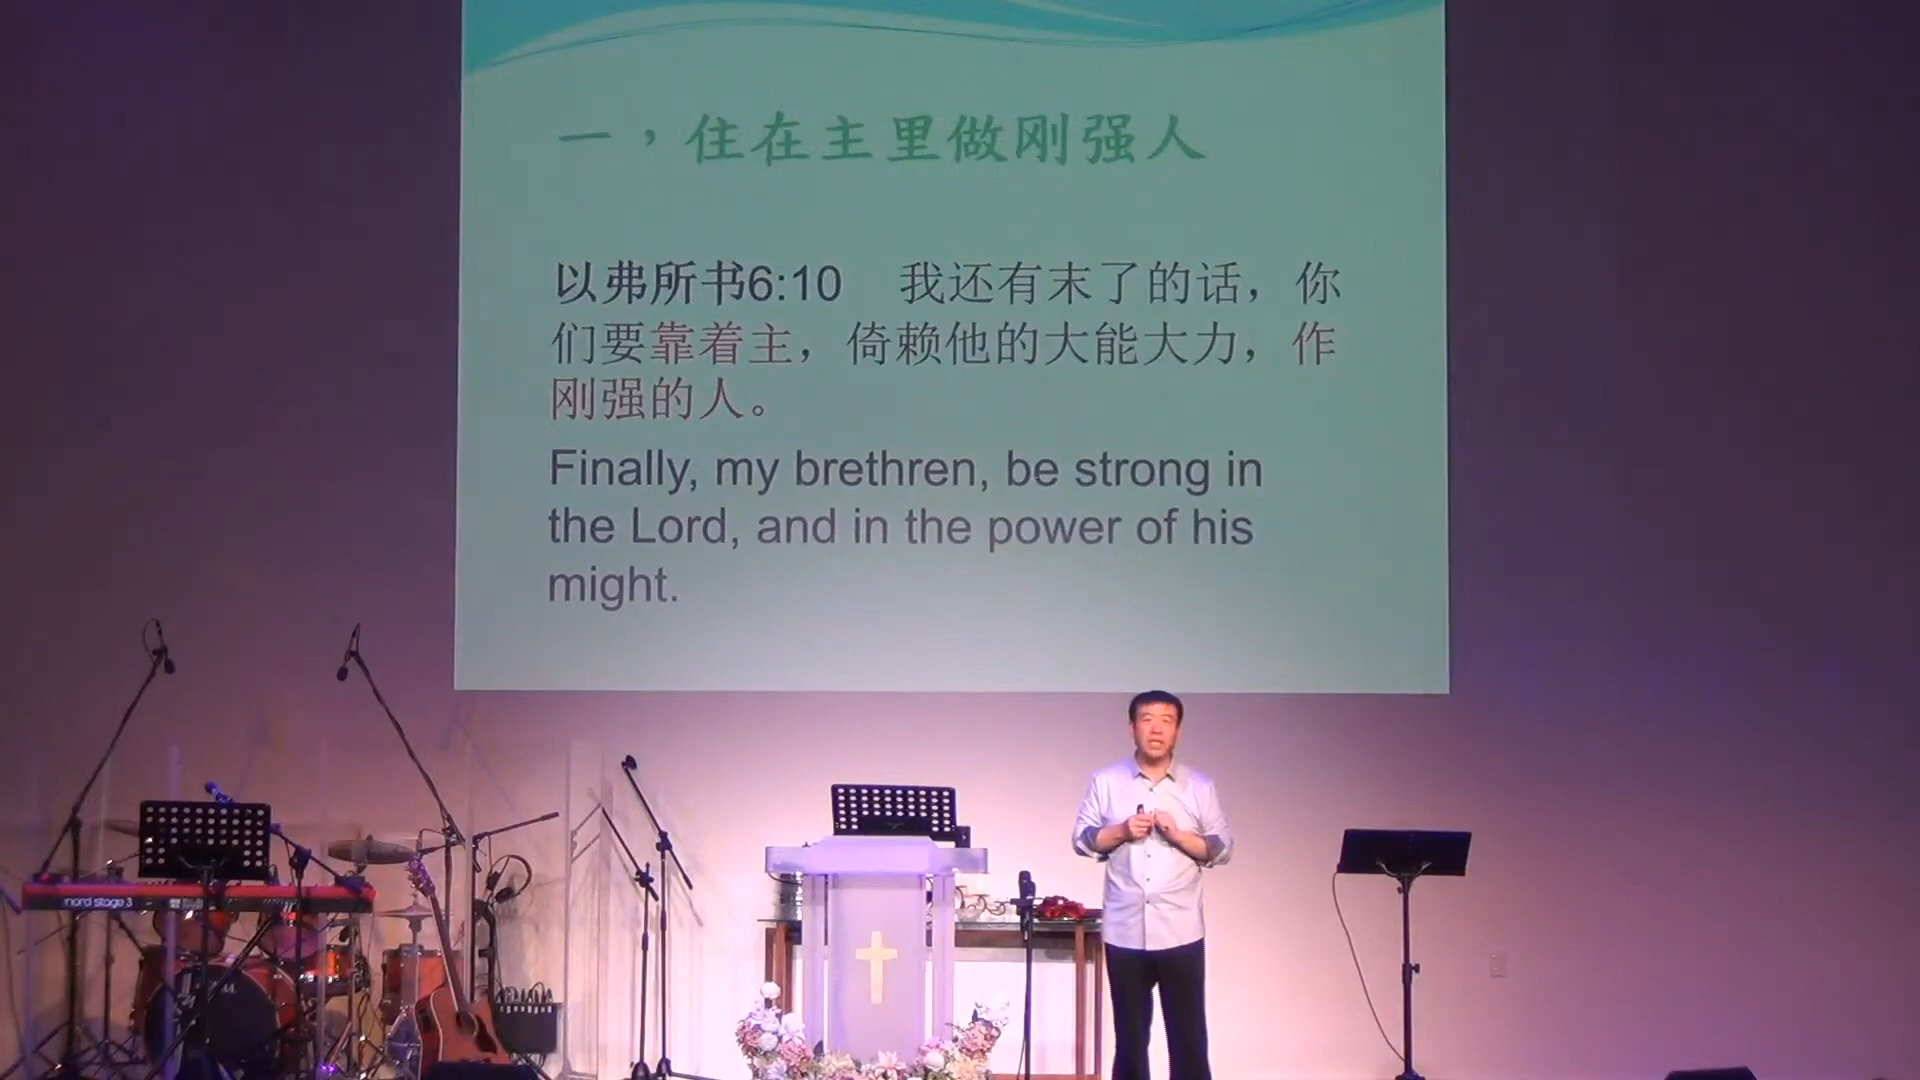 一，住在主里做刚强人
以弗所书6:10 我还有末了的话，你
们要靠着主，倚赖他的大能大力，作
刚强的人。
Finally, my brethren, be strong in
the Lord, and in the power of his
might.
nord stage 3